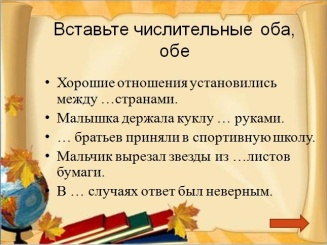 Вставьте числительные оба,
обе
• Хорошие отношения установились
между …странами.
• Малышка держала куклу … руками.
• … братьев приняли в спортивную школу.
• Мальчик вырезал звезды из …листов
бумаги.
В … случаях ответ был неверным.